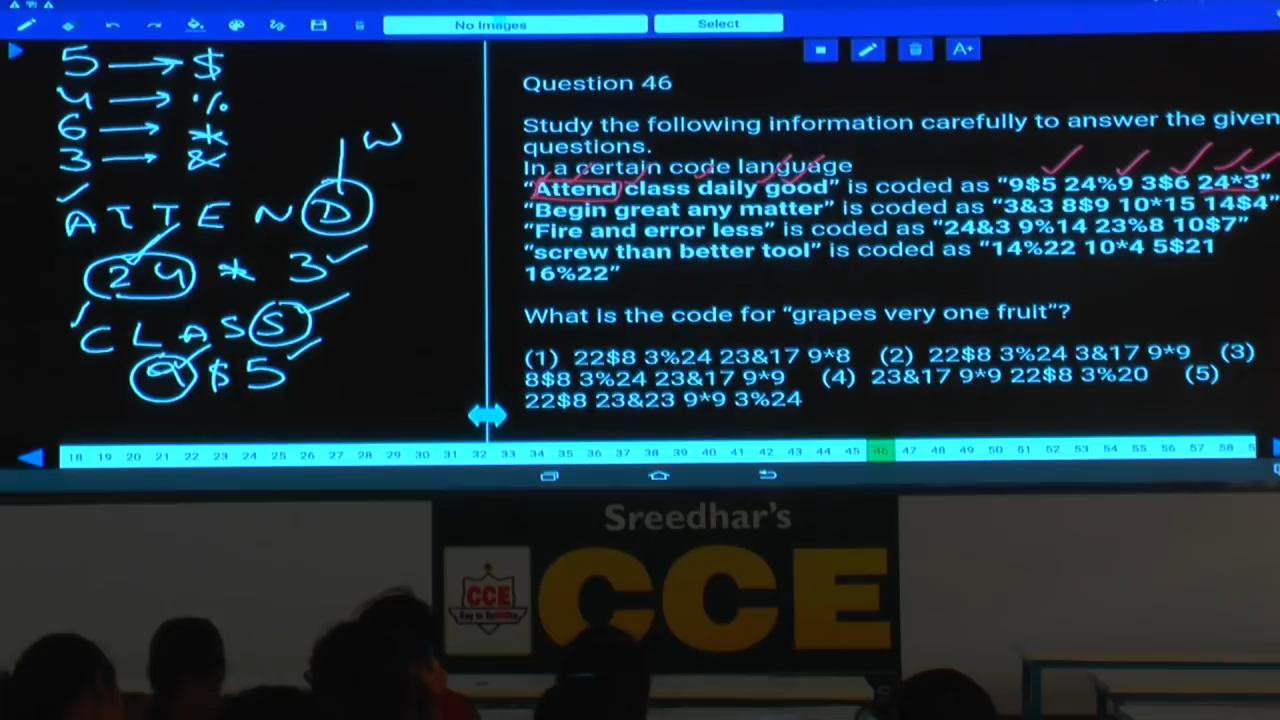 No Images
Select
A+
5 → $
4 → %
6 → *
3 → &
W
ATTEND
24 * 3
CLASS
9 $ 5
Question 46
Study the following information carefully to answer the given
questions.
In a certain code language
“Attend class daily good” is coded as “9$5 24%9 3$6 24*3”
“Begin great any matter” is coded as “3&3 8$9 10*15 14$4”
“Fire and error less” is coded as “24&3 9%14 23%8 10$7”
“screw than better tool” is coded as “14%22 10*4 5$21
16%22”
What is the code for “grapes very one fruit”?
(1) 22$8 3%24 23&17 9*8 (2) 22$8 3%24 3&17 9*9 (3)
8$8 3%24 23&17 9*9 (4) 23&17 9*9 22$8 3%20 (5)
22$8 23&23 9*9 3%24
18 19 20 21 22 23 24 25 26 27 28 29 30 31 32 33 34 35 36 37 38 39 40 41 42 43 44 45 46 47 48 49 50 51 52 53 54 55 56 57 58
Sreedhar's
CCE
CCE